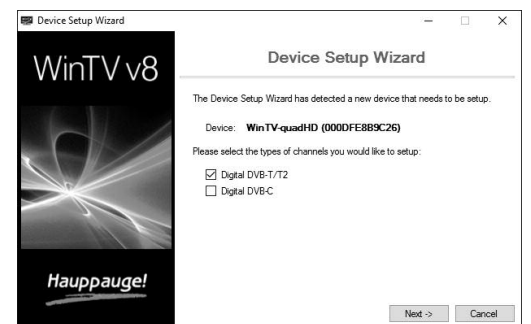 Device Setup Wizard
WinTV v8
Hauppauge!
Device Setup Wizard
The Device Setup Wizard has detected a new device that needs to be setup.
Device: WinTV-quadHD (000DFE8B9C26)
Please select the types of channels you would like to setup:
Digital DVB-T/T2
Digital DVB-C
Next -> Cancel